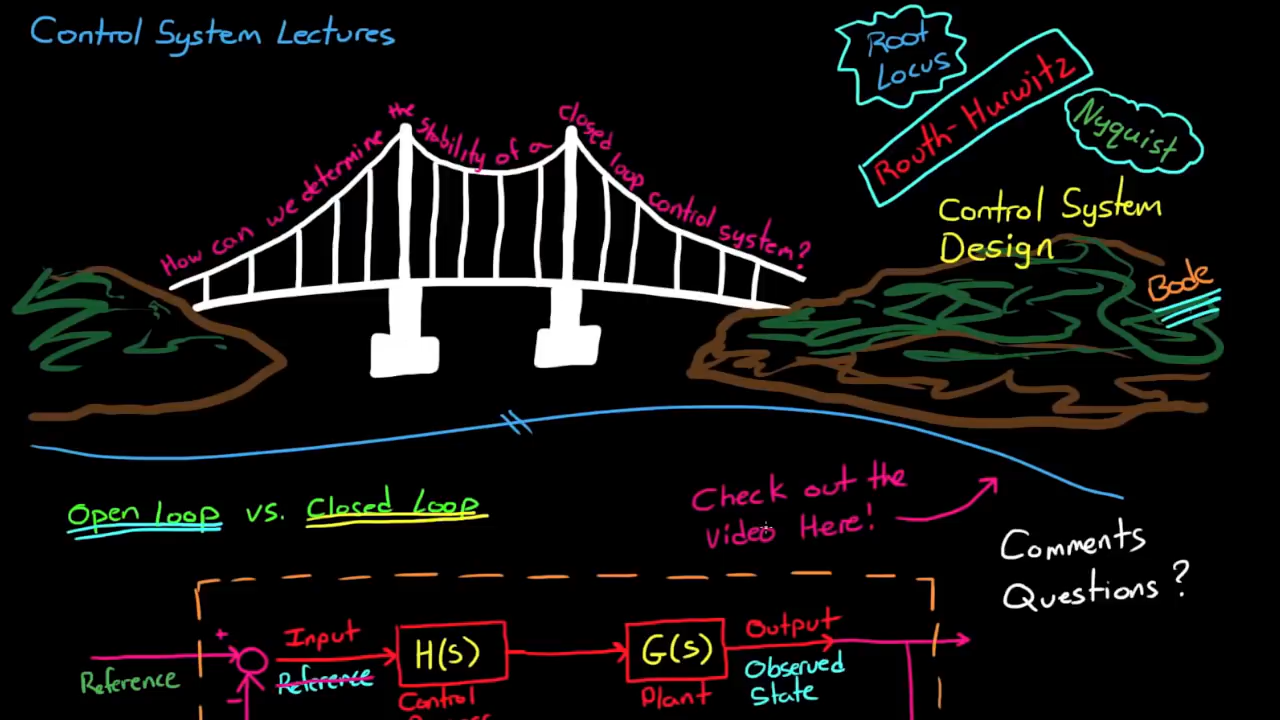 Control System Lectures
Root
Locus
Routh-Hurwitz
Nyquist
How can we determine the stability of a closed loop control system?
Control System
Design
Bode
Open loop vs. Closed loop
Check out the
video Here!
Comments
Questions?
+
Input
H(s)
G(s)
Output
Reference
Reference
Observed
State
−
Control
Plant